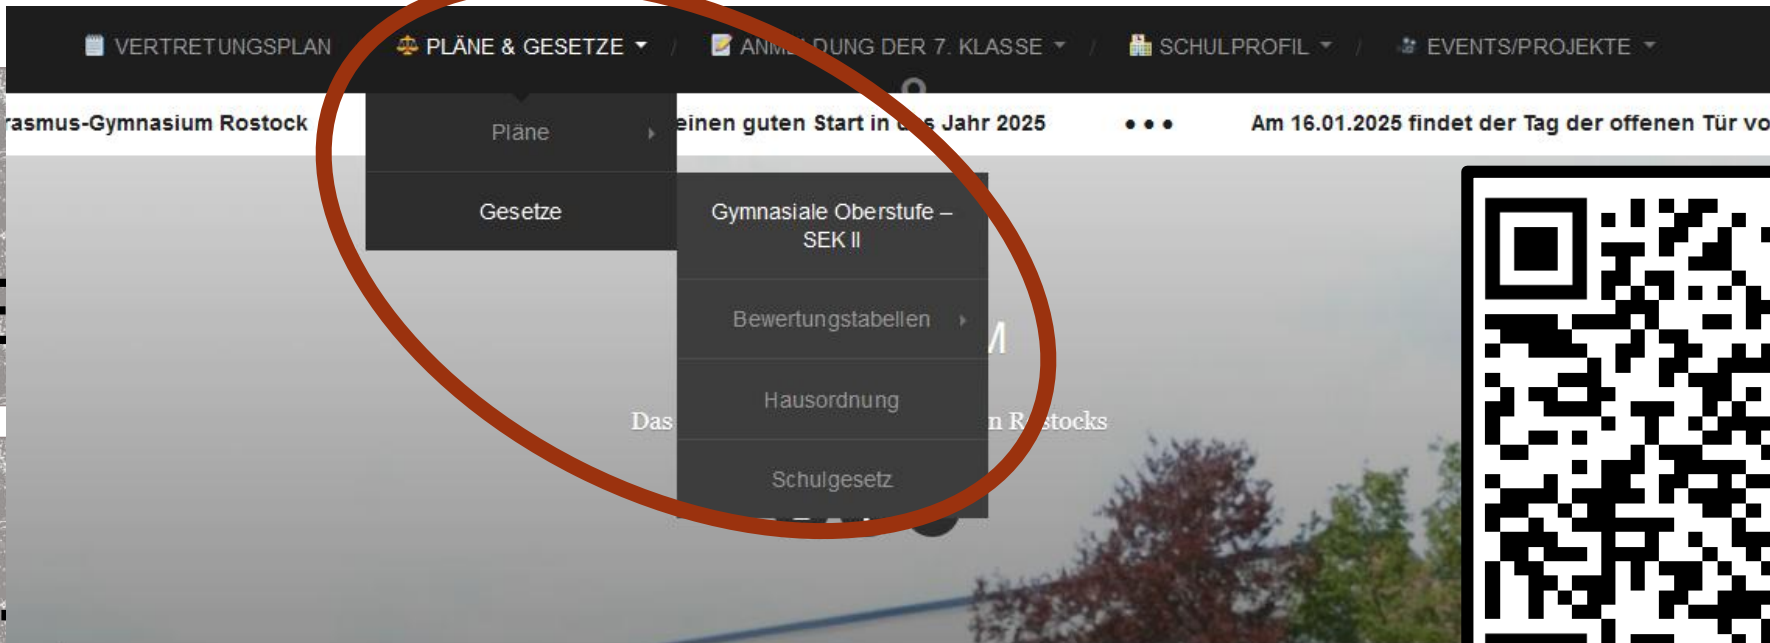 VERTRETUNGSPLAN / PLÄNE & GESETZE / ANMELDUNG DER 7. KLASSE / SCHULPROFIL / EVENTS/PROJEKTE
rasmus-Gymnasium Rostock einen guten Start in das Jahr 2025 ••• Am 16.01.2025 findet der Tag der offenen Tür vo
Pläne
Gesetze
Gymnasiale Oberstufe –
SEK II
Bewertungstabellen
M
Hausordnung
Das n Rostocks
Schulgesetz